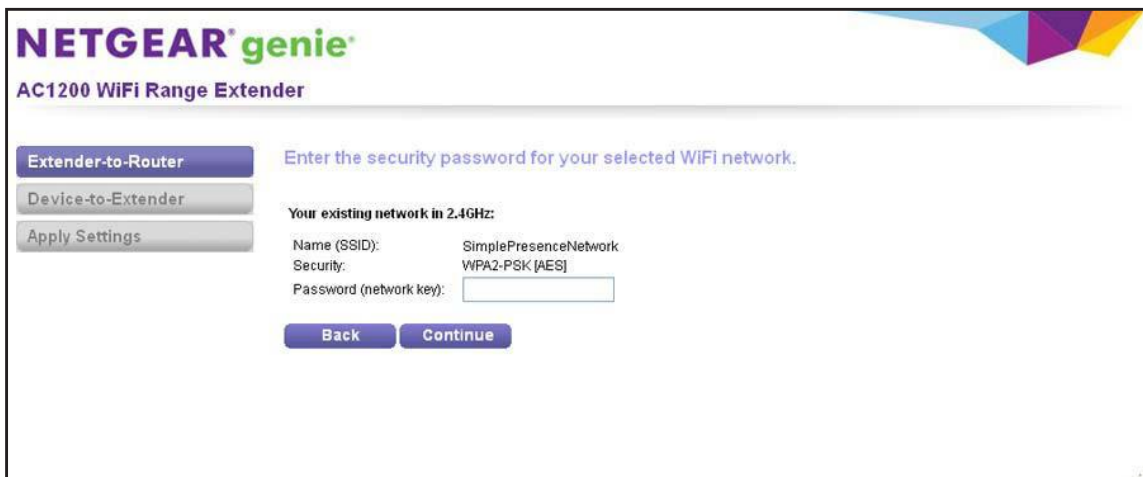 NETGEAR® genie®
AC1200 WiFi Range Extender
Extender-to-Router
Device-to-Extender
Apply Settings
Enter the security password for your selected WiFi network.
Your existing network in 2.4GHz:
Name (SSID): SimplePresenceNetwork
Security: WPA2-PSK [AES]
Password (network key):
Back Continue